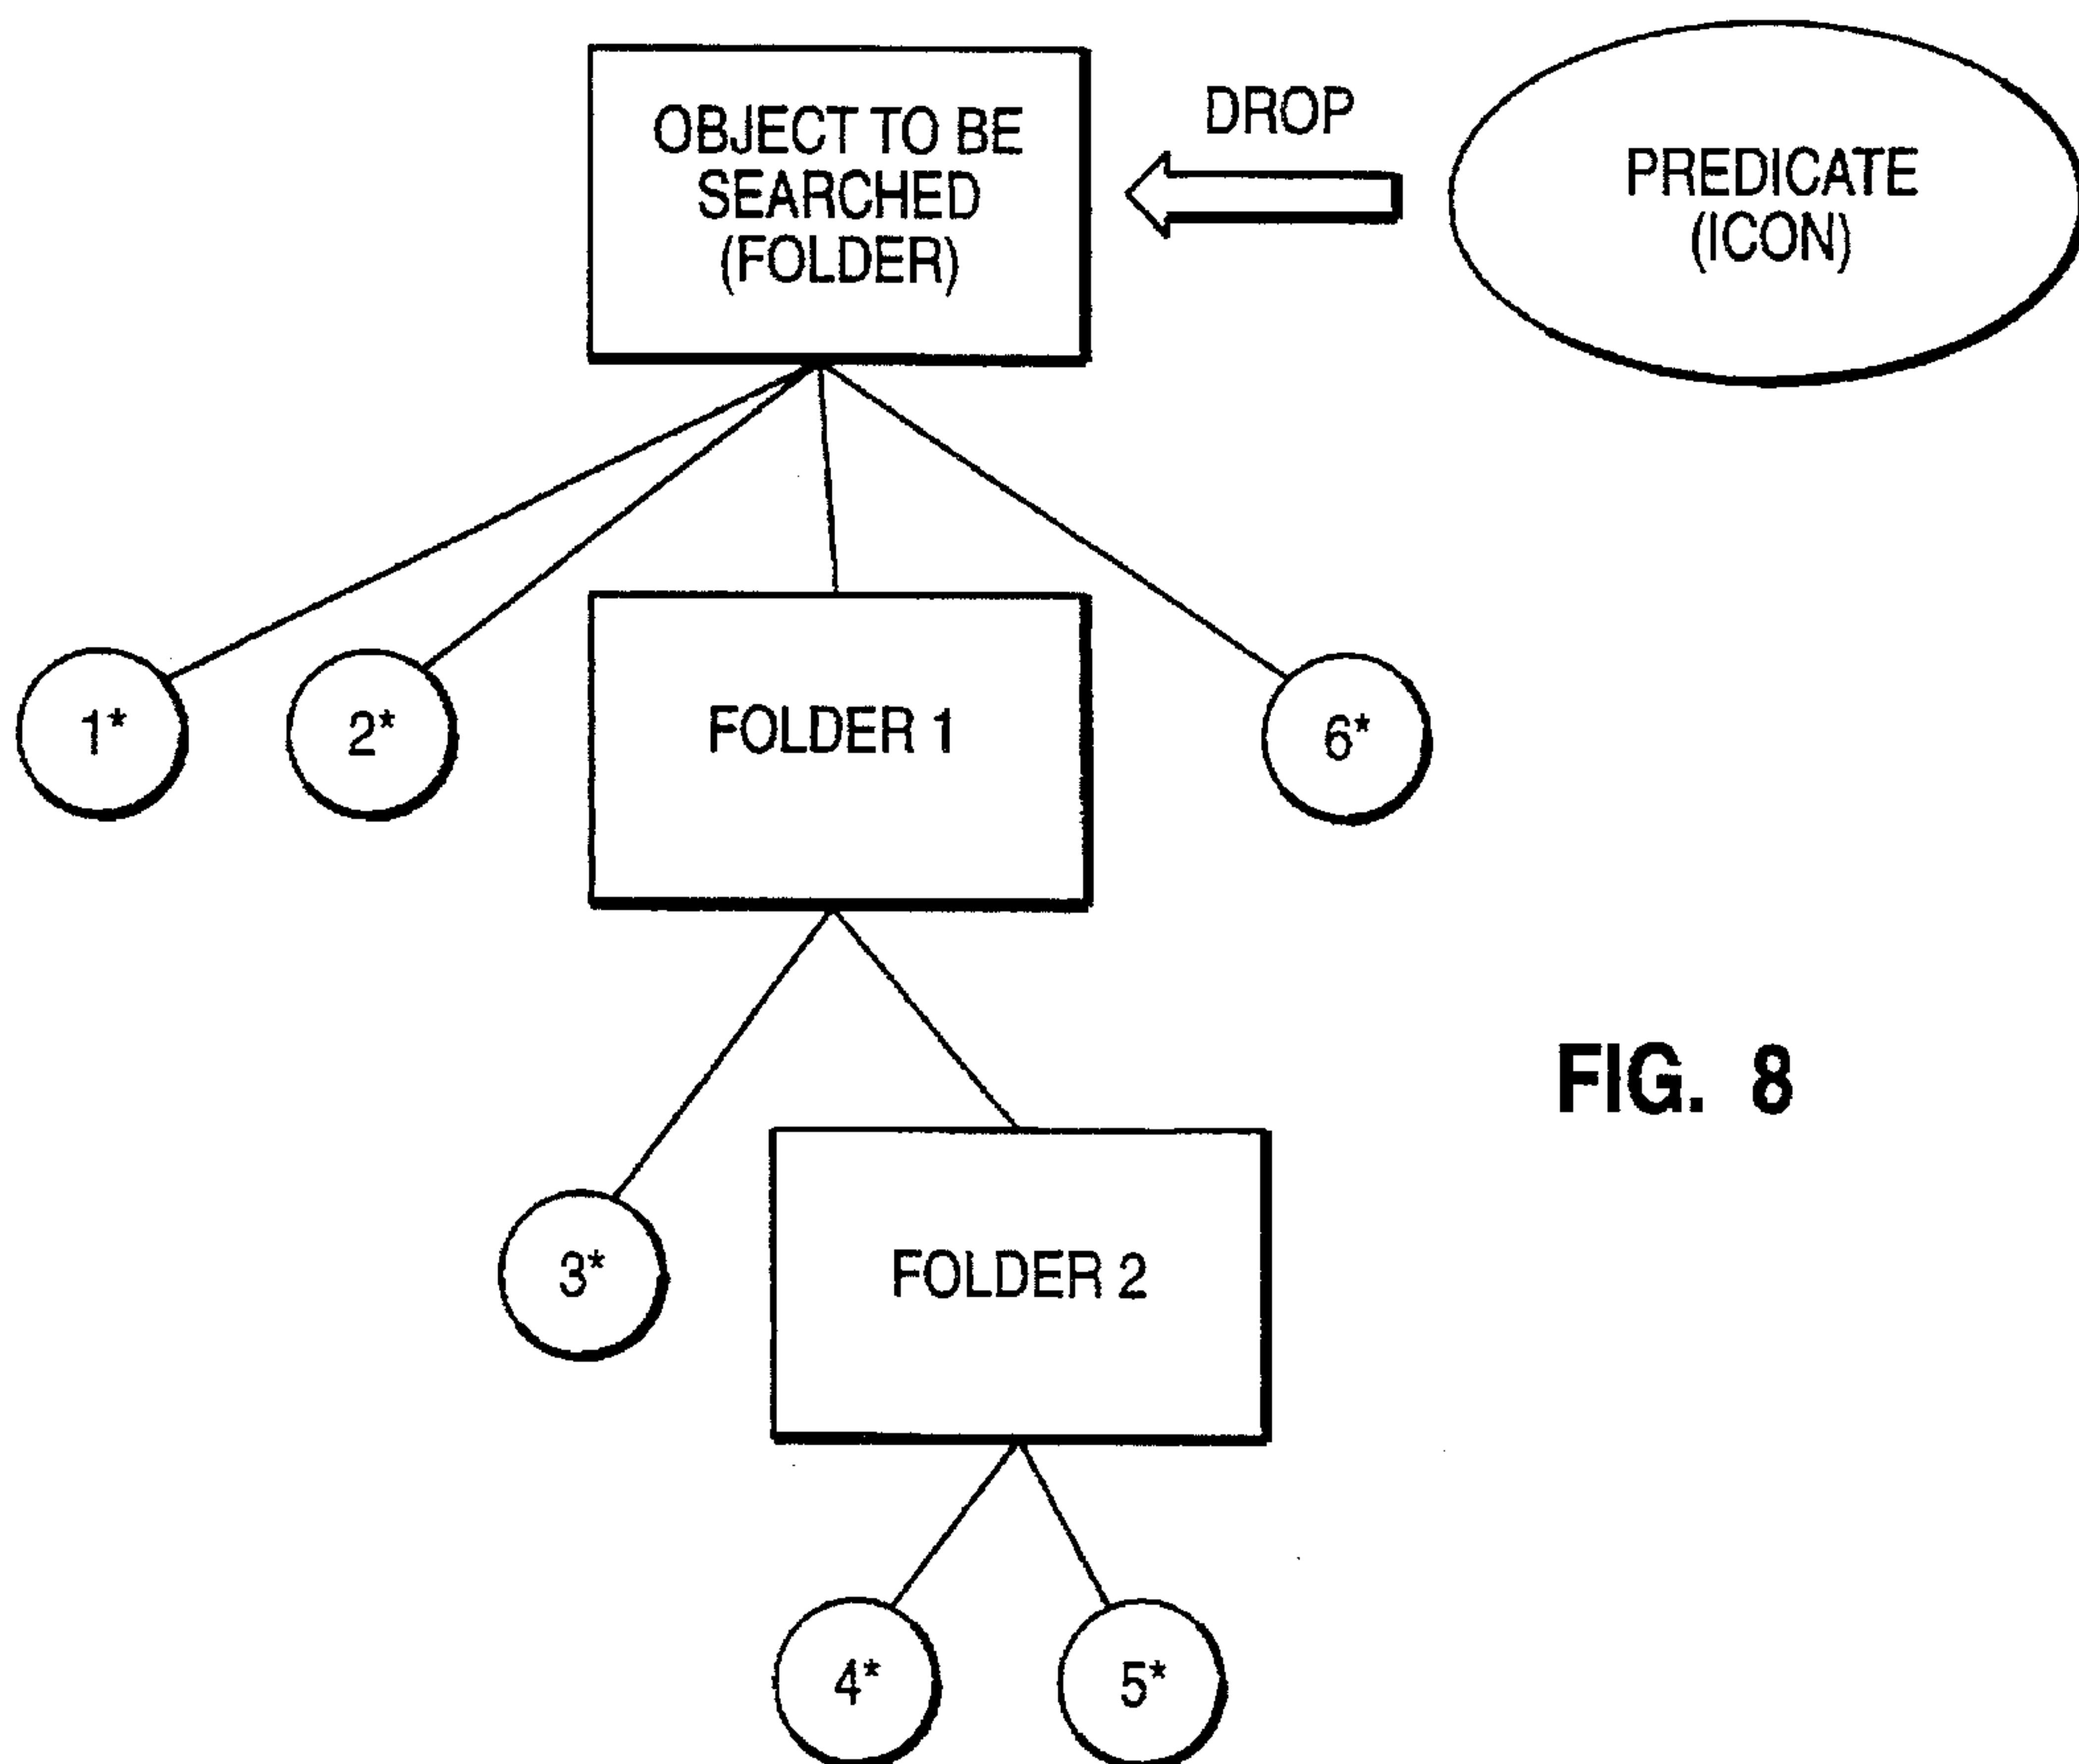 OBJECT TO BE
SEARCHED
(FOLDER)
DROP
PREDICATE
(ICON)
1*
2*
FOLDER 1
6*
FIG. 8
3*
FOLDER 2
4*
5*